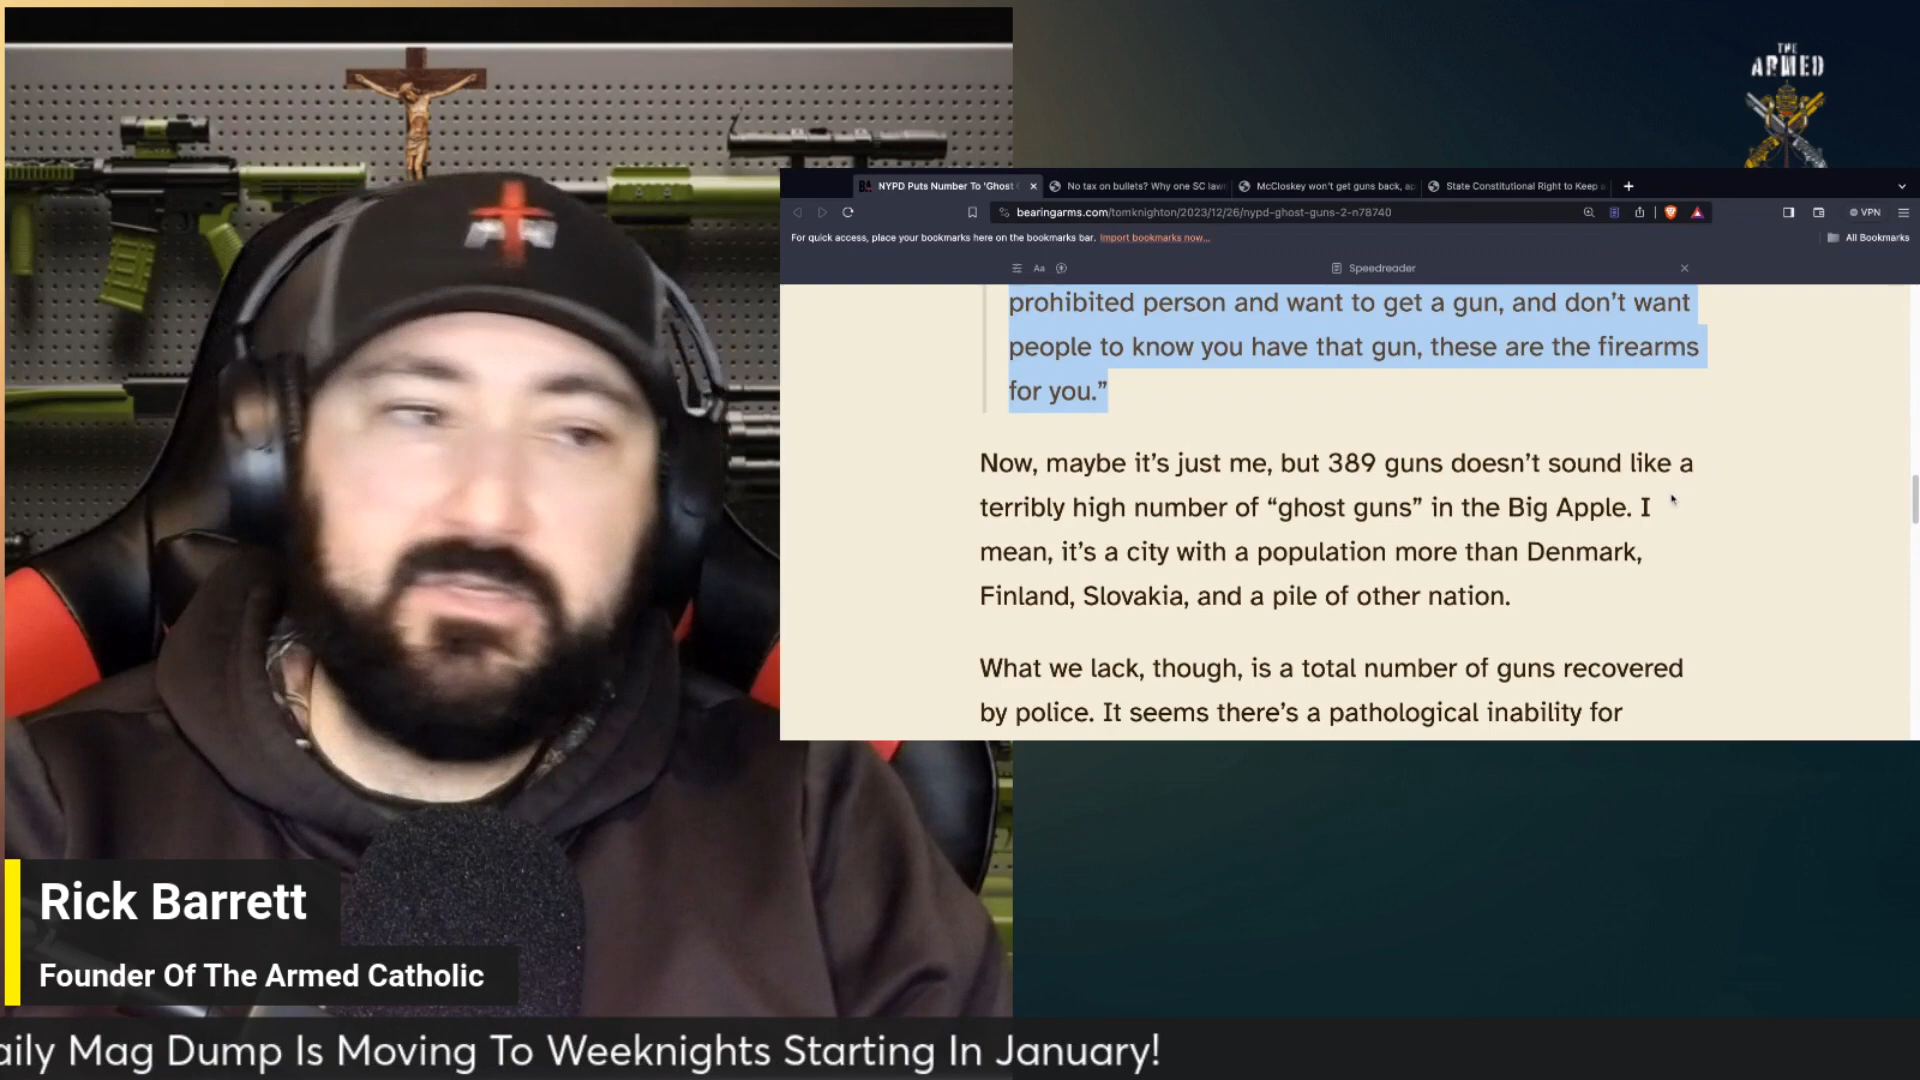 THE
ARMED
NYPD Puts Number To 'Ghost
No tax on bullets? Why one SC law
McCloskey won't get guns back, ap
State Constitutional Right to Keep a
bearingarms.com/tomknighton/2023/12/26/nypd-ghost-guns-2-n78740
VPN
For quick access, place your bookmarks here on the bookmarks bar. Import bookmarks now...
All Bookmarks
Aa
Speedreader
prohibited person and want to get a gun, and don’t want
people to know you have that gun, these are the firearms
for you.”
Now, maybe it’s just me, but 389 guns doesn’t sound like a
terribly high number of “ghost guns” in the Big Apple. I
mean, it’s a city with a population more than Denmark,
Finland, Slovakia, and a pile of other nation.
What we lack, though, is a total number of guns recovered
by police. It seems there’s a pathological inability for
Rick Barrett
Founder Of The Armed Catholic
aily Mag Dump Is Moving To Weeknights Starting In January!